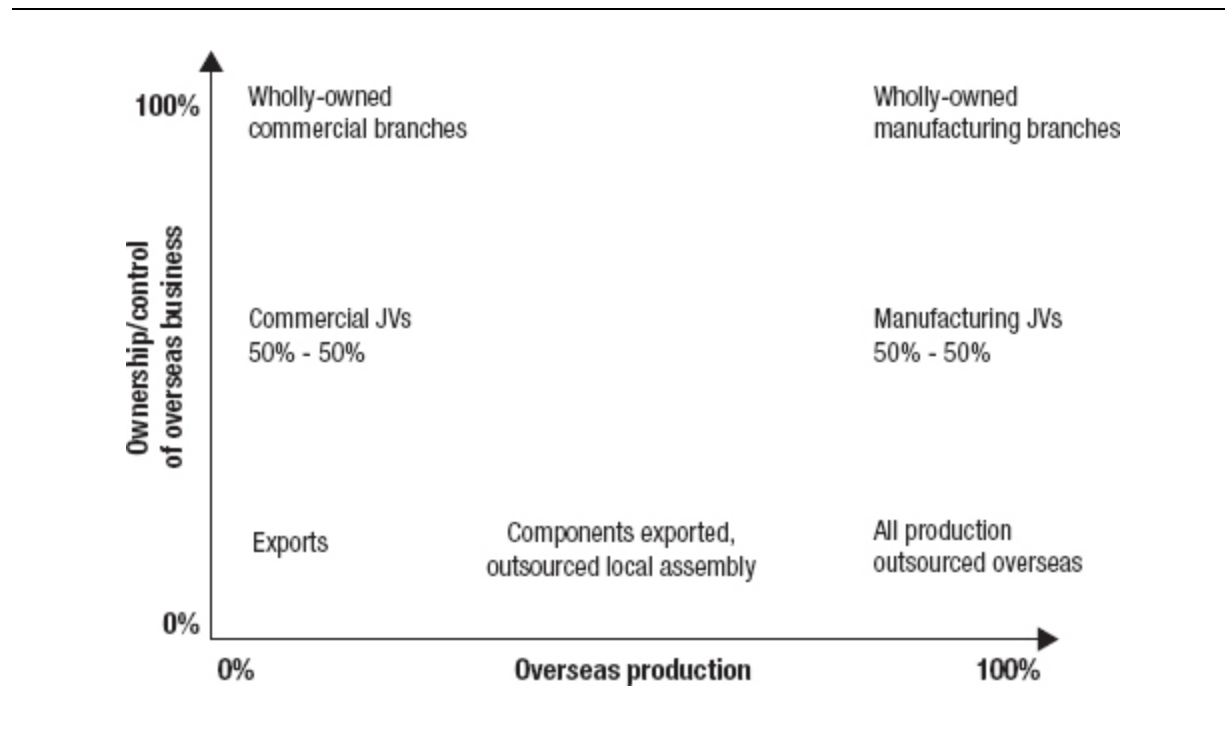 100%
Wholly-owned
commercial branches
Wholly-owned
manufacturing branches
Ownership/control
of overseas business
Commercial JVs
50% - 50%
Manufacturing JVs
50% - 50%
Exports
Components exported,
outsourced local assembly
All production
outsourced overseas
0%
0%
Overseas production
100%